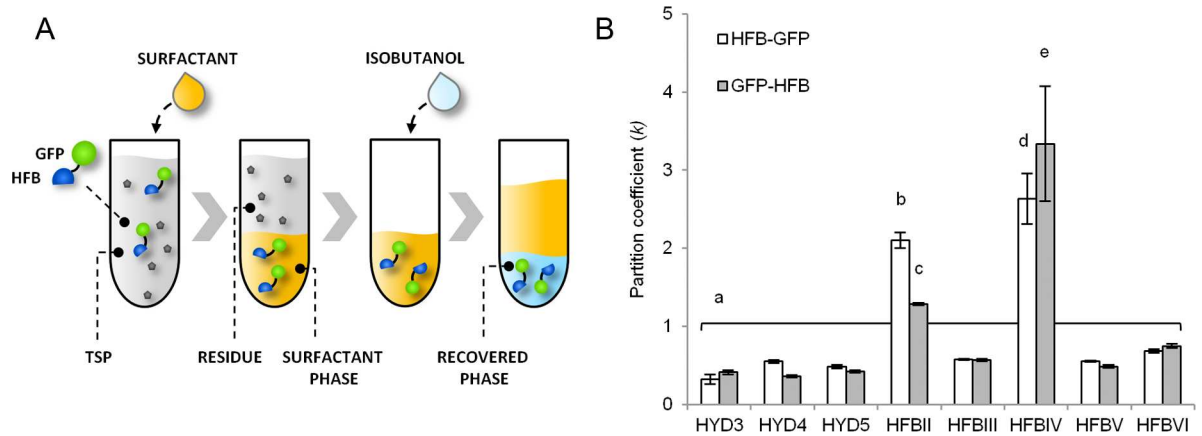 A
SURFACTANT
ISOBUTANOL
GFP
HFB
TSP
RESIDUE
SURFACTANT
PHASE
RECOVERED
PHASE
B
HFB-GFP
GFP-HFB
Partition coefficient (k)
5
4
3
2
1
0
a
b
c
d
e
HYD3 HYD4 HYD5 HFBII HFBIII HFBIV HFBV HFBVI